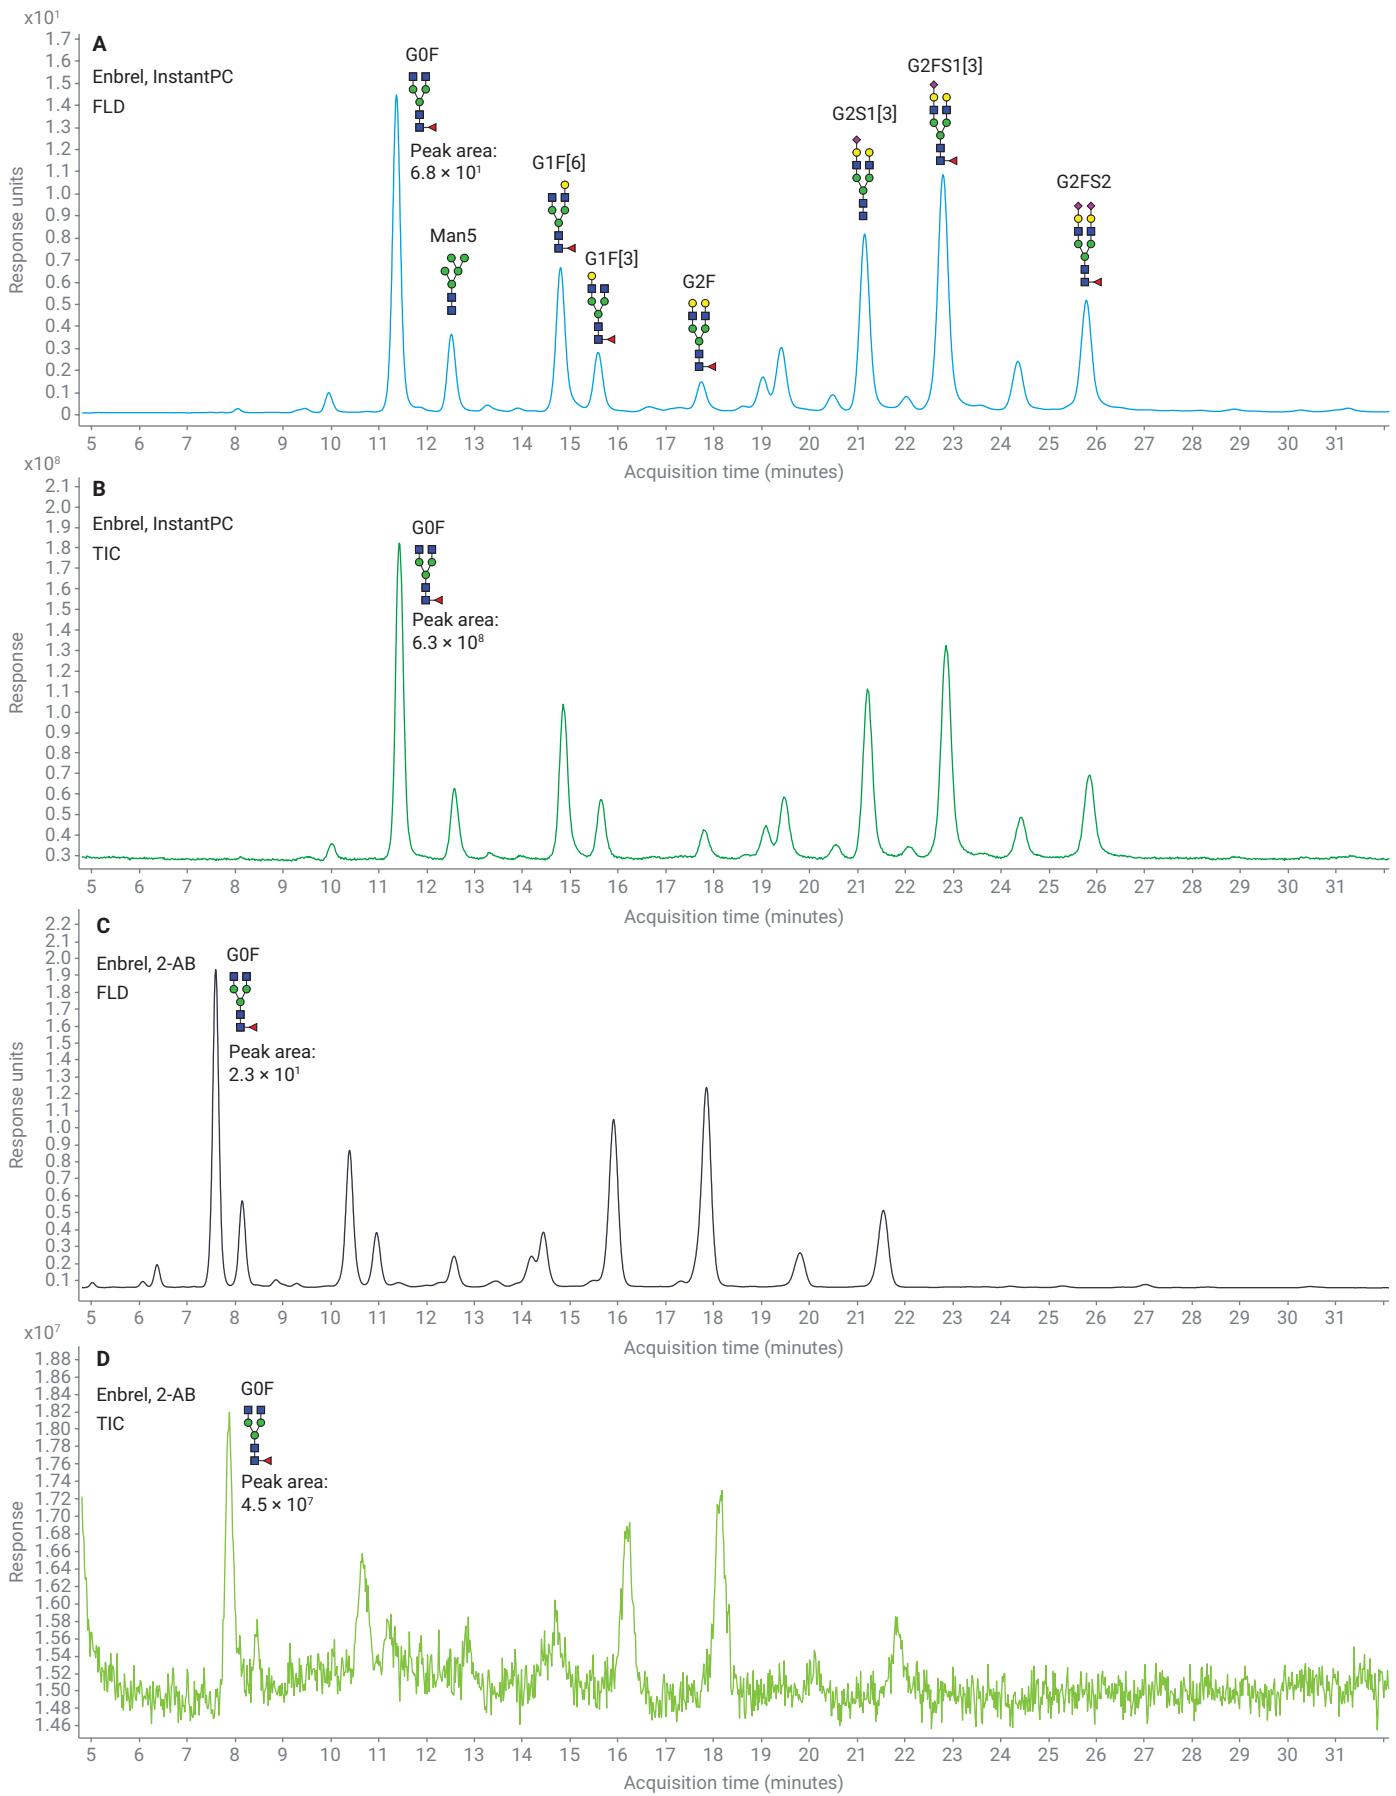 x10¹
A
Enbrel, InstantPC
FLD
G0F
Peak area:
6.8 × 10¹
Man5
G1F[6]
G1F[3]
G2F
G2S1[3]
G2FS1[3]
G2FS2
Response units
1.7
1.6
1.5
1.4
1.3
1.2
1.1
1.0
0.9
0.8
0.7
0.6
0.5
0.4
0.3
0.2
0.1
0
5 6 7 8 9 10 11 12 13 14 15 16 17 18 19 20 21 22 23 24 25 26 27 28 29 30 31
Acquisition time (minutes)
x10⁸
B
Enbrel, InstantPC
TIC
G0F
Peak area:
6.3 × 10⁸
Response
2.1
2.0
1.9
1.8
1.7
1.6
1.5
1.4
1.3
1.2
1.1
1.0
0.9
0.8
0.7
0.6
0.5
0.4
0.3
5 6 7 8 9 10 11 12 13 14 15 16 17 18 19 20 21 22 23 24 25 26 27 28 29 30 31
Acquisition time (minutes)
C
Enbrel, 2-AB
FLD
G0F
Peak area:
2.3 × 10¹
Response units
2.2
2.1
2.0
1.9
1.8
1.7
1.6
1.5
1.4
1.3
1.2
1.1
1.0
0.9
0.8
0.7
0.6
0.5
0.4
0.3
0.2
0.1
5 6 7 8 9 10 11 12 13 14 15 16 17 18 19 20 21 22 23 24 25 26 27 28 29 30 31
Acquisition time (minutes)
x10⁷
D
Enbrel, 2-AB
TIC
G0F
Peak area:
4.5 × 10⁷
Response
1.88
1.86
1.84
1.82
1.80
1.78
1.76
1.74
1.72
1.70
1.68
1.66
1.64
1.62
1.60
1.58
1.56
1.54
1.52
1.50
1.48
1.46
5 6 7 8 9 10 11 12 13 14 15 16 17 18 19 20 21 22 23 24 25 26 27 28 29 30 31
Acquisition time (minutes)